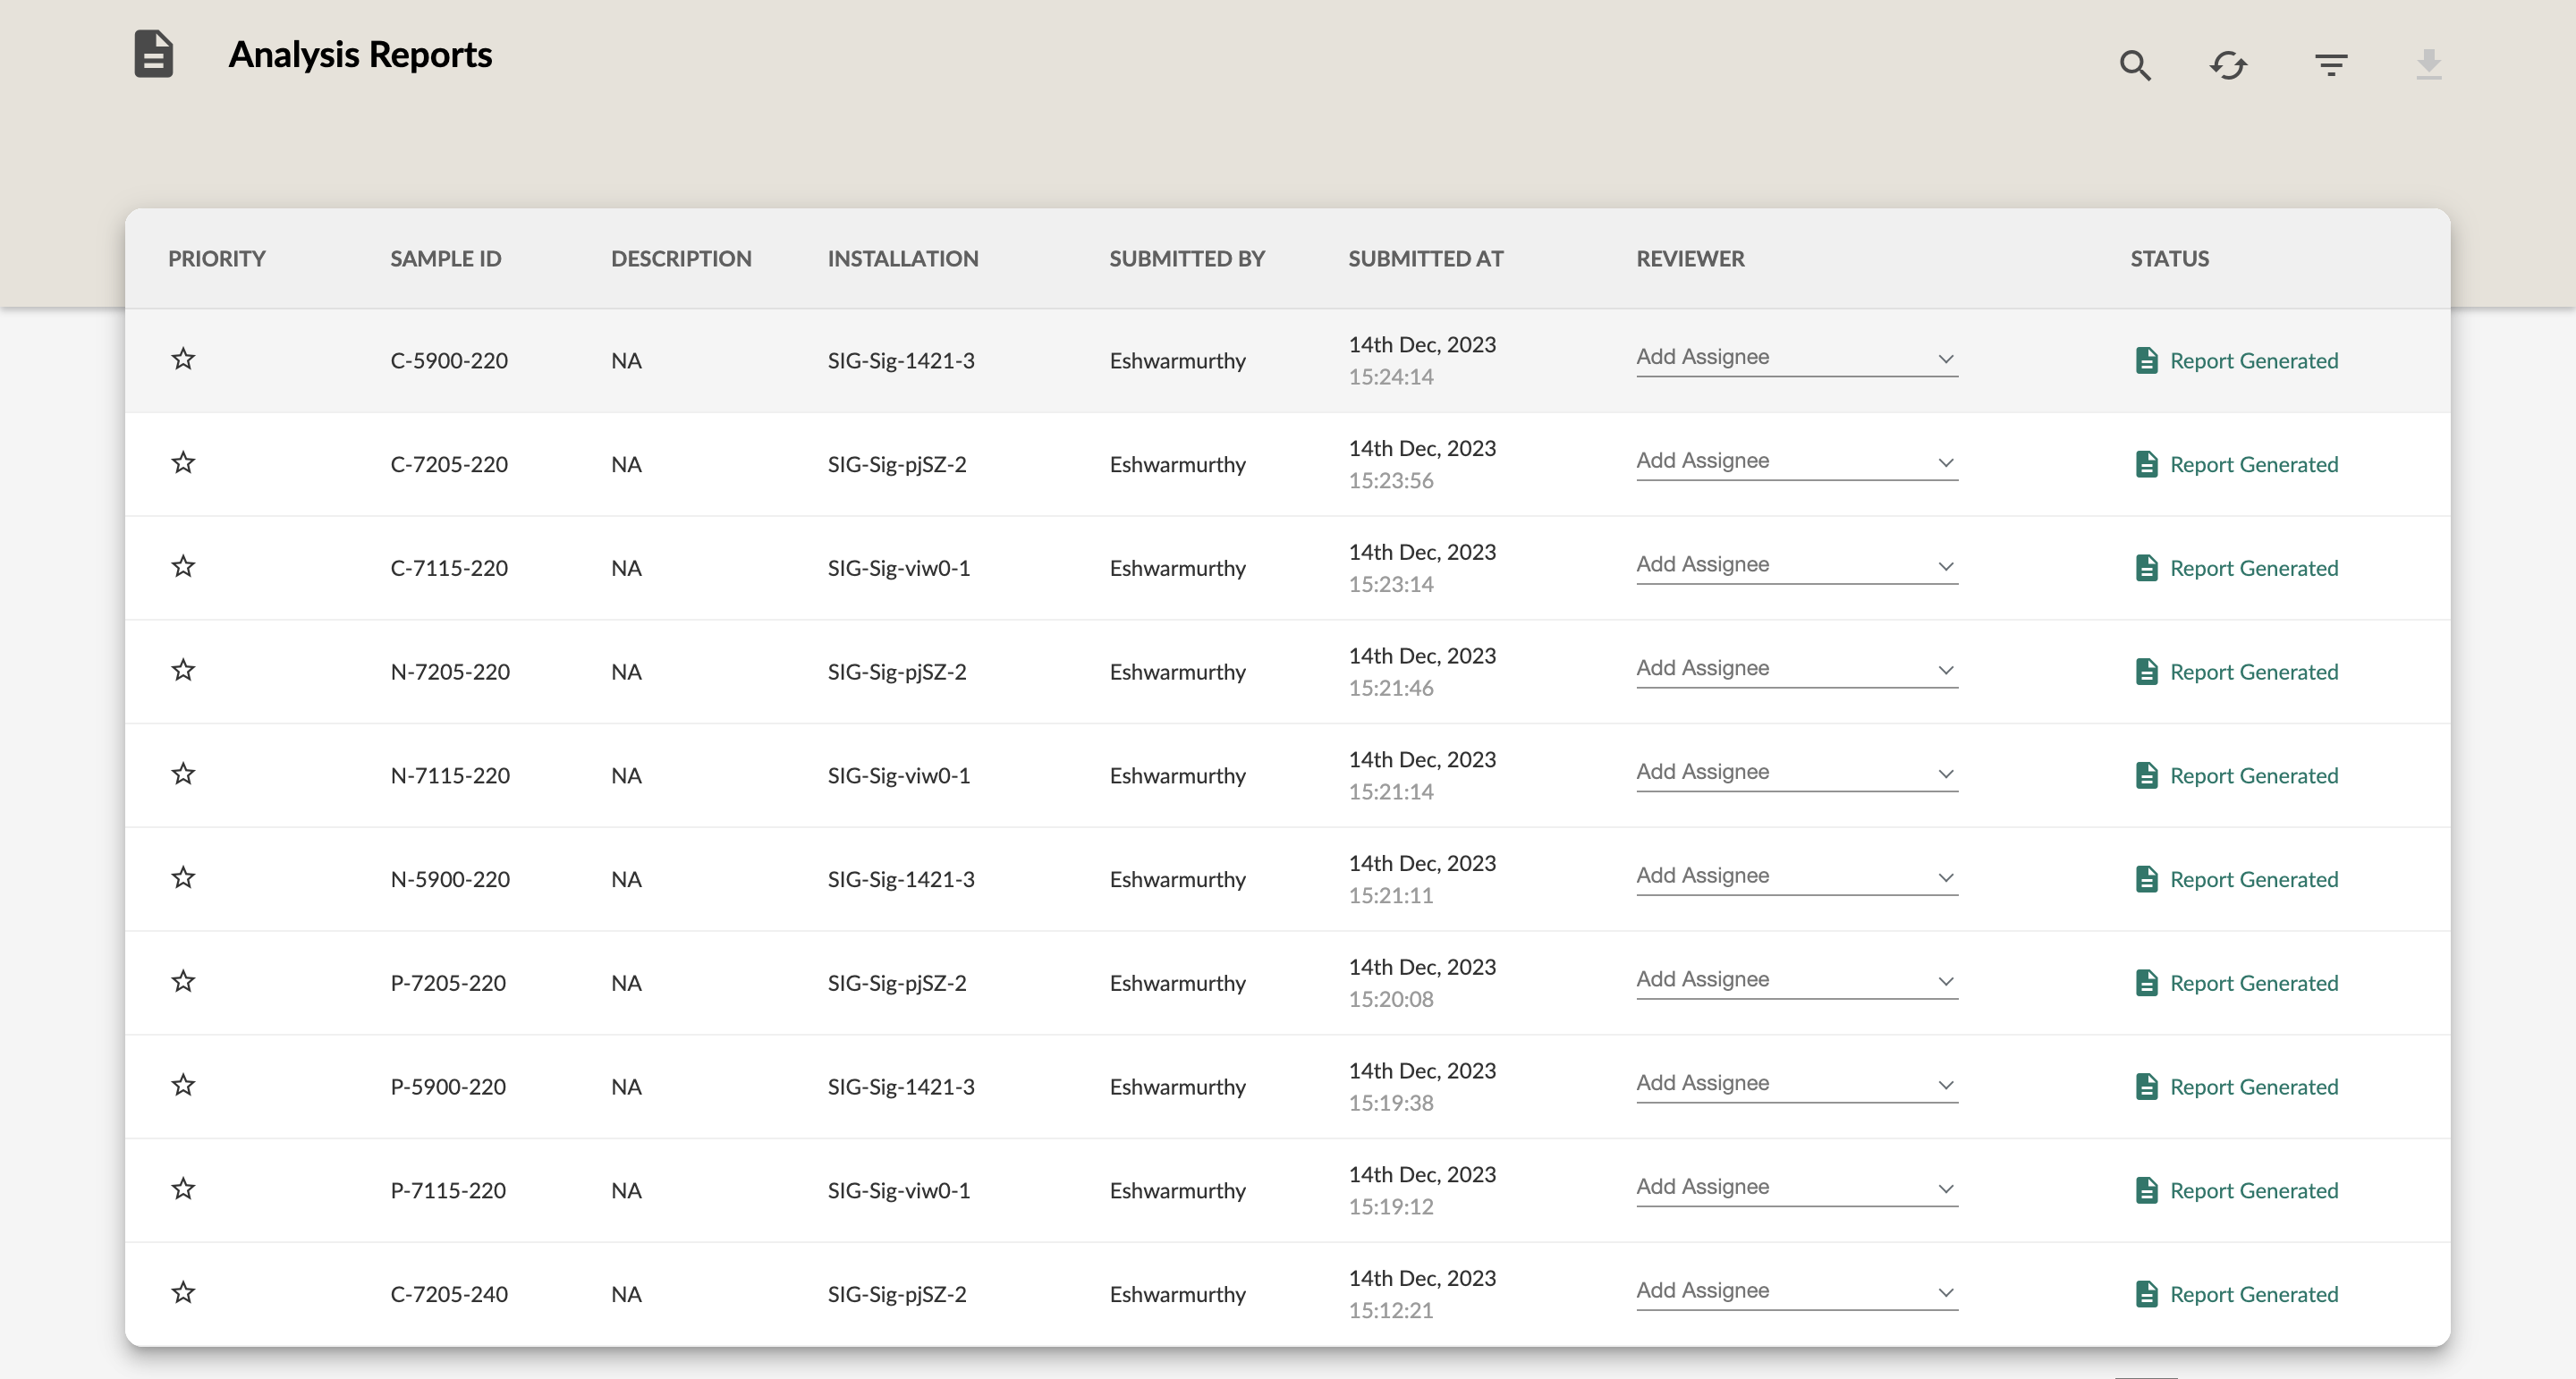 Analysis Reports
PRIORITY SAMPLE ID DESCRIPTION INSTALLATION SUBMITTED BY SUBMITTED AT REVIEWER STATUS
C-5900-220 NA SIG-Sig-1421-3 Eshwarmurthy 14th Dec, 2023 Add Assignee Report Generated
15:24:14
C-7205-220 NA SIG-Sig-pjSZ-2 Eshwarmurthy 14th Dec, 2023 Add Assignee Report Generated
15:23:56
C-7115-220 NA SIG-Sig-viw0-1 Eshwarmurthy 14th Dec, 2023 Add Assignee Report Generated
15:23:14
N-7205-220 NA SIG-Sig-pjSZ-2 Eshwarmurthy 14th Dec, 2023 Add Assignee Report Generated
15:21:46
N-7115-220 NA SIG-Sig-viw0-1 Eshwarmurthy 14th Dec, 2023 Add Assignee Report Generated
15:21:14
N-5900-220 NA SIG-Sig-1421-3 Eshwarmurthy 14th Dec, 2023 Add Assignee Report Generated
15:21:11
P-7205-220 NA SIG-Sig-pjSZ-2 Eshwarmurthy 14th Dec, 2023 Add Assignee Report Generated
15:20:08
P-5900-220 NA SIG-Sig-1421-3 Eshwarmurthy 14th Dec, 2023 Add Assignee Report Generated
15:19:38
P-7115-220 NA SIG-Sig-viw0-1 Eshwarmurthy 14th Dec, 2023 Add Assignee Report Generated
15:19:12
C-7205-240 NA SIG-Sig-pjSZ-2 Eshwarmurthy 14th Dec, 2023 Add Assignee Report Generated
15:12:21